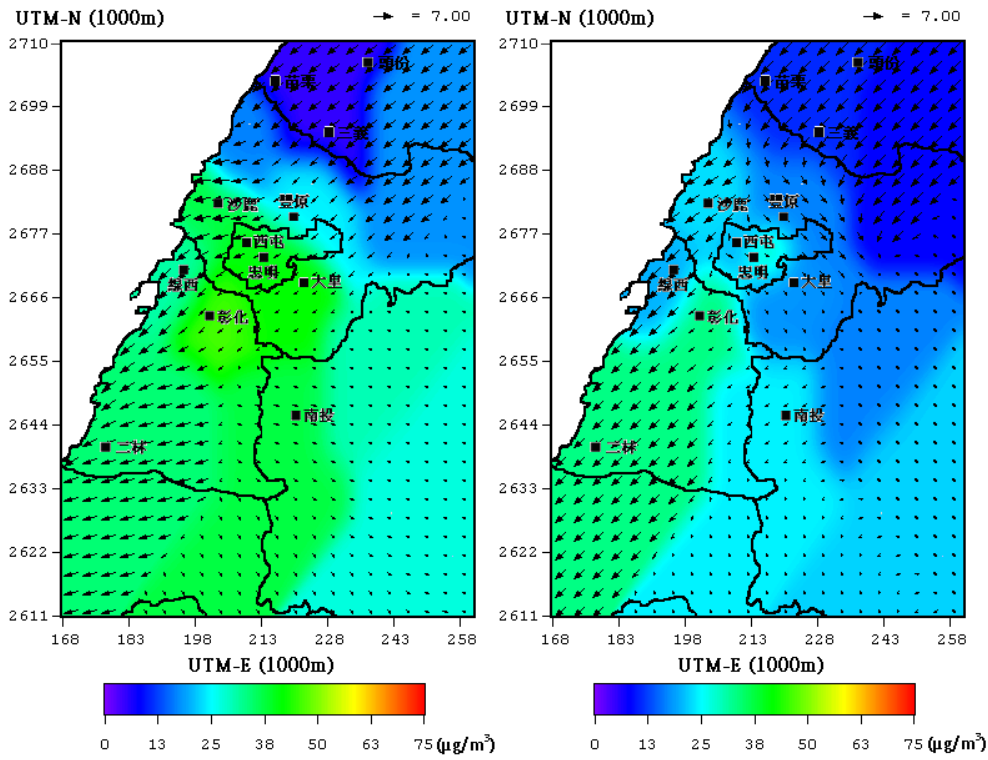 UTM-N (1000m) = 7.00
2710
2699
2688
2677
2666
2655
2644
2633
2622
2611
頭份
苗栗
三義
沙鹿
豐原
西屯
忠明
線西
大里
彰化
南投
二林
168 183 198 213 228 243 258
UTM-E (1000m)
0 13 25 38 50 63 75 (μg/m³)
UTM-N (1000m) = 7.00
2710
2699
2688
2677
2666
2655
2644
2633
2622
2611
頭份
苗栗
三義
沙鹿
豐原
西屯
忠明
線西
大里
彰化
南投
二林
168 183 198 213 228 243 258
UTM-E (1000m)
0 13 25 38 50 63 75 (μg/m³)